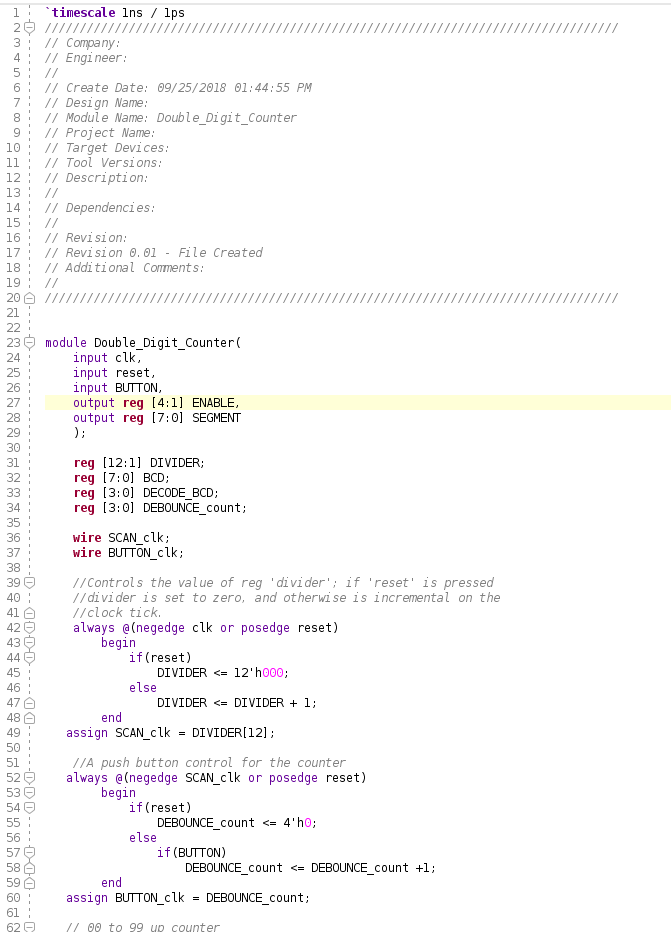 1 `timescale 1ns / 1ps
2 //////////////////////////////////////////////////////////////////////////////////
3 // Company:
4 // Engineer:
5 //
6 // Create Date: 09/25/2018 01:44:55 PM
7 // Design Name:
8 // Module Name: Double_Digit_Counter
9 // Project Name:
10 // Target Devices:
11 // Tool Versions:
12 // Description:
13 //
14 // Dependencies:
15 //
16 // Revision:
17 // Revision 0.01 - File Created
18 // Additional Comments:
19 //
20 //////////////////////////////////////////////////////////////////////////////////
21
22
23 module Double_Digit_Counter(
24     input clk,
25     input reset,
26     input BUTTON,
27     output reg [4:1] ENABLE,
28     output reg [7:0] SEGMENT
29     );
30
31     reg [12:1] DIVIDER;
32     reg [7:0] BCD;
33     reg [3:0] DECODE_BCD;
34     reg [3:0] DEBOUNCE_count;
35
36     wire SCAN_clk;
37     wire BUTTON_clk;
38
39     //Controls the value of reg 'divider'; if 'reset' is pressed
40     //divider is set to zero, and otherwise is incremental on the
41     //clock tick.
42     always @(negedge clk or posedge reset)
43         begin
44             if(reset)
45                 DIVIDER <= 12'h000;
46             else
47                 DIVIDER <= DIVIDER + 1;
48         end
49    assign SCAN_clk = DIVIDER[12];
50
51     //A push button control for the counter
52    always @(negedge SCAN_clk or posedge reset)
53         begin
54             if(reset)
55                 DEBOUNCE_count <= 4'h0;
56             else
57                 if(BUTTON)
58                     DEBOUNCE_count <= DEBOUNCE_count +1;
59         end
60    assign BUTTON_clk = DEBOUNCE_count;
61
62    // 00 to 99 up counter